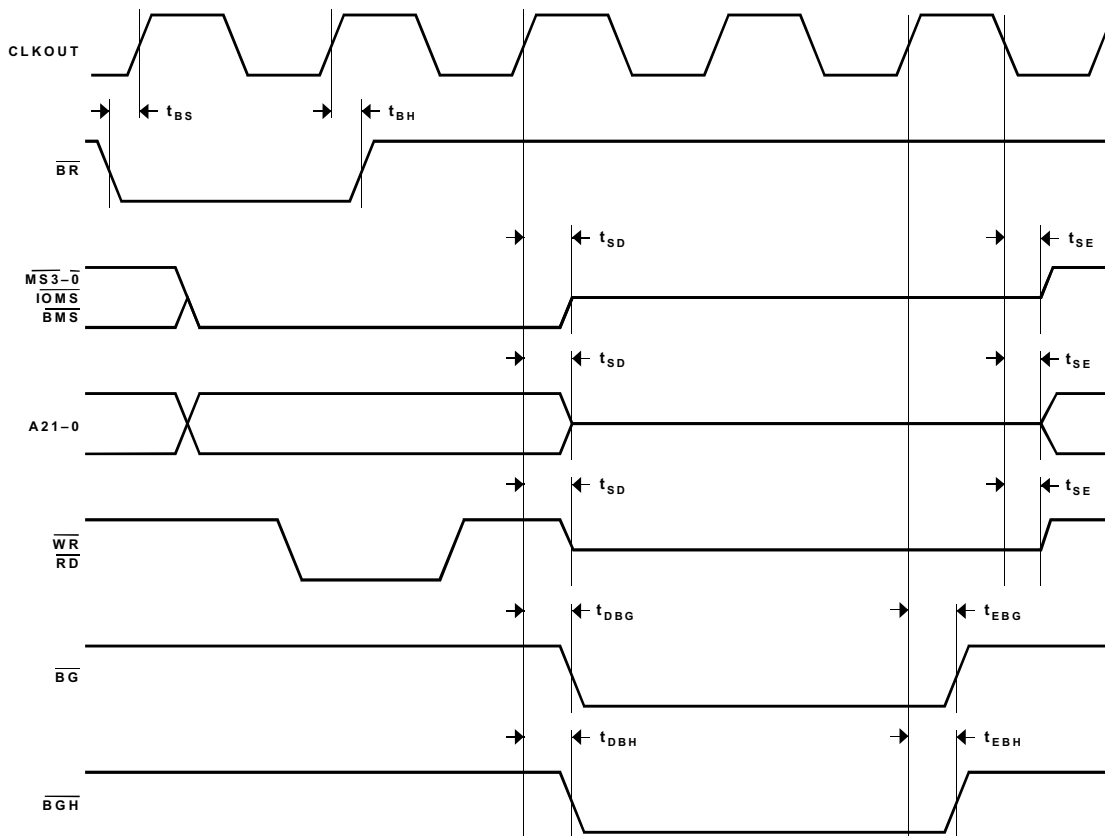 CLKOUT
tBS
tBH
BR
tSD
tSE
MS3–0
IOMS
BMS
tSD
tSE
A21–0
tSD
tSE
WR
RD
tDBG
tEBG
BG
tDBH
tEBH
BGH